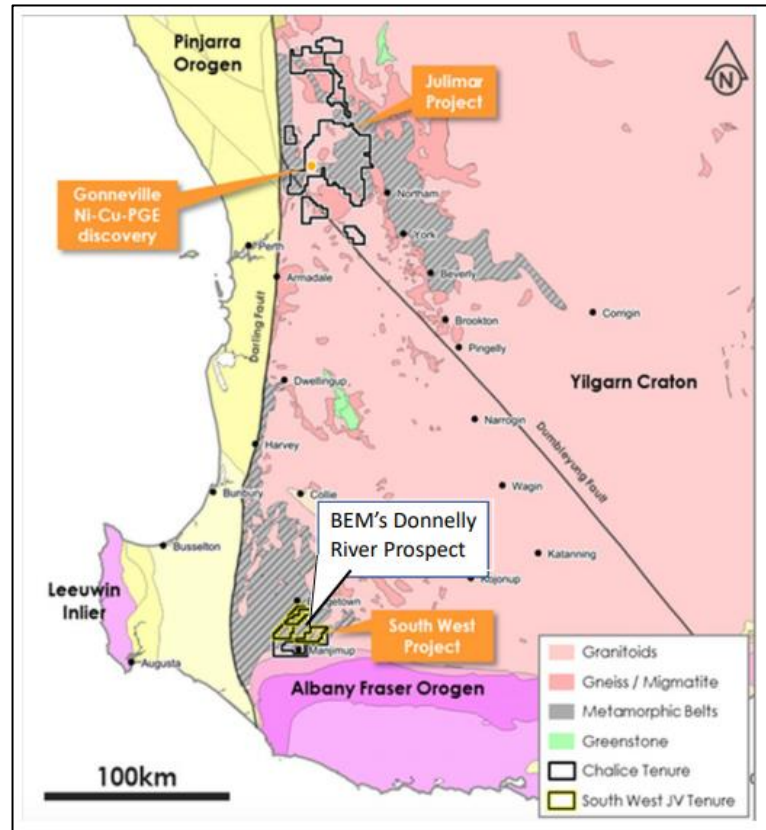 Pinjarra
Orogen
N
Julimar
Project
Gonneville
Ni-Cu-PGE
discovery
Northam
York
Perth
Beverly
Armadale
Corrigin
Brookton
Pingelly
Darling Fault
Yilgarn Craton
Dwellingup
Narrogin
Dumbleyung Fault
Harvey
Wagin
Bunbury
Collie
BEM's Donnelly
River Prospect
Busselton
Katanning
Kojonup
Leeuwin
Inlier
getown
South West
Project
Manjimup
Augusta
Albany Fraser Orogen
Granitoids
Gneiss / Migmatite
Metamorphic Belts
Greenstone
Chalice Tenure
South West JV Tenure
100km